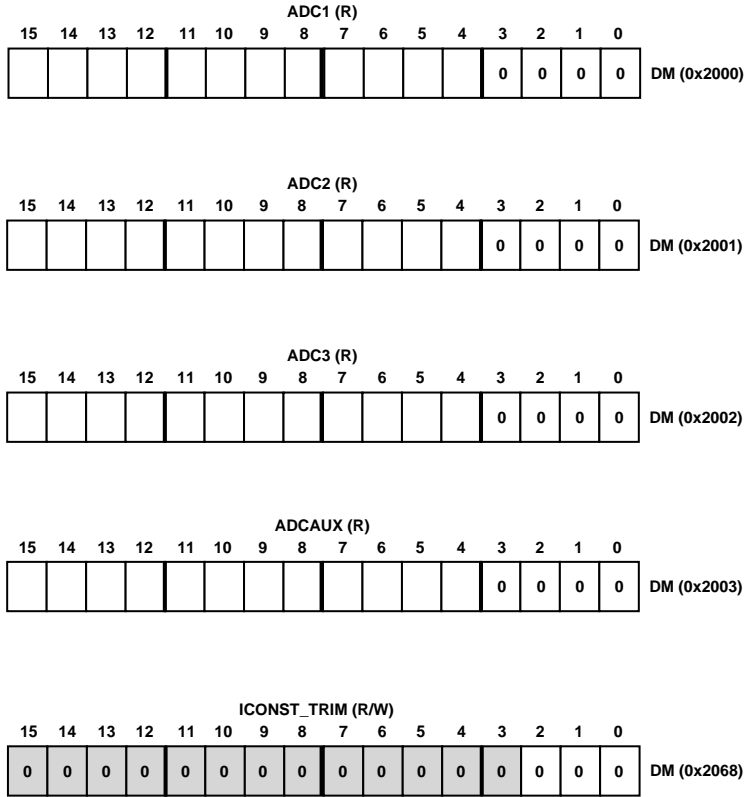 ADC1 (R)
15 14 13 12 11 10 9 8 7 6 5 4 3 2 1 0
0 0 0 0 DM (0x2000)
ADC2 (R)
15 14 13 12 11 10 9 8 7 6 5 4 3 2 1 0
0 0 0 0 DM (0x2001)
ADC3 (R)
15 14 13 12 11 10 9 8 7 6 5 4 3 2 1 0
0 0 0 0 DM (0x2002)
ADCAUX (R)
15 14 13 12 11 10 9 8 7 6 5 4 3 2 1 0
0 0 0 0 DM (0x2003)
ICONST_TRIM (R/W)
15 14 13 12 11 10 9 8 7 6 5 4 3 2 1 0
0 0 0 0 0 0 0 0 0 0 0 0 0 0 0 0 DM (0x2068)